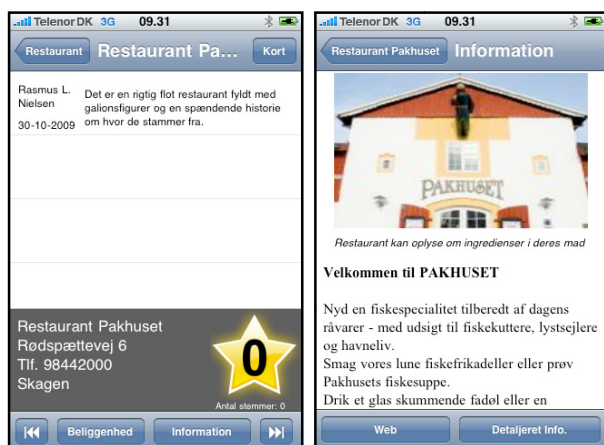 Telenor DK 3G 09.31
Restaurant
Restaurant Pa...
Kort
Rasmus L.
Nielsen
30-10-2009
Det er en rigtig flot restaurant fyldt med
galionsfigurer og en spændende historie
om hvor de stammer fra.
Restaurant Pakhuset
Rødspættevej 6
Tlf. 98442000
Skagen
0
Antal stemmer: 0
Beliggenhed
Information
Telenor DK 3G 09.31
Restaurant Pakhuset
Information
PAKHUSET
Restaurant kan oplyse om ingredienser i deres mad
Velkommen til PAKHUSET
Nyd en fiskespecialitet tilberedt af dagens
råvarer - med udsigt til fiskekuttere, lystsejlere
og havneliv.
Smag vores lune fiskefrikadeller eller prøv
Pakhusets fiskesuppe.
Drik et glas skummende fadøl eller en
Web
Detaljeret Info.